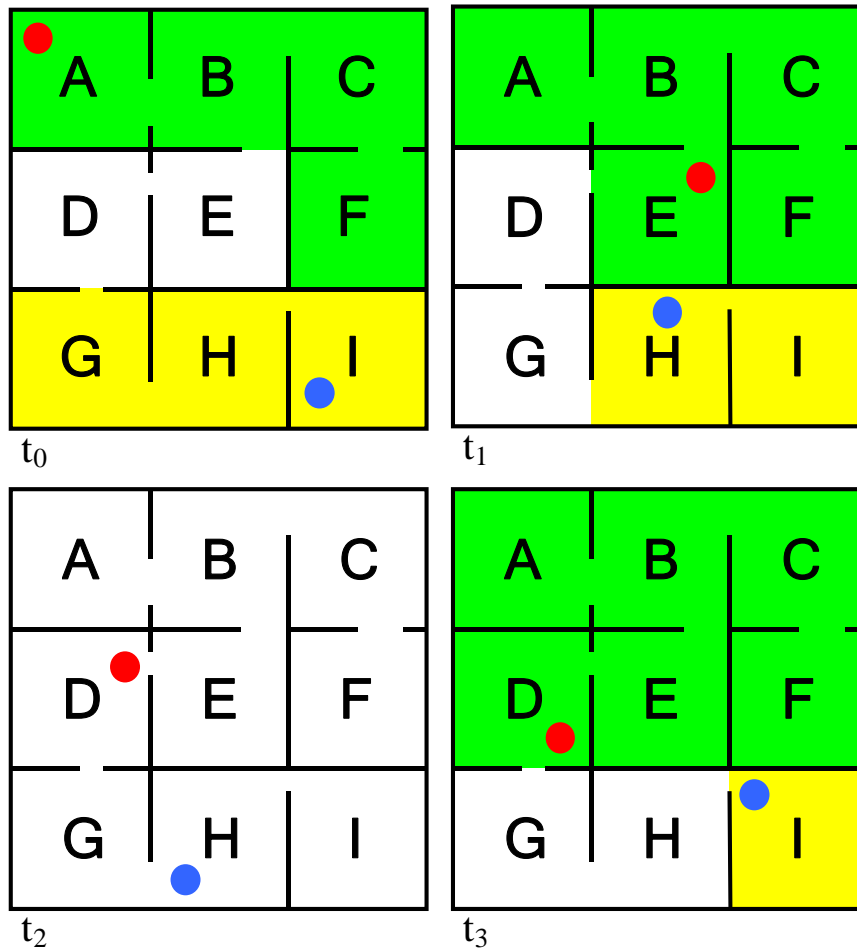 A B C A B C
D E F D E F
G H I G H I
t₀ t₁
A B C A B C
D E F D E F
G H I G H I
t₂ t₃